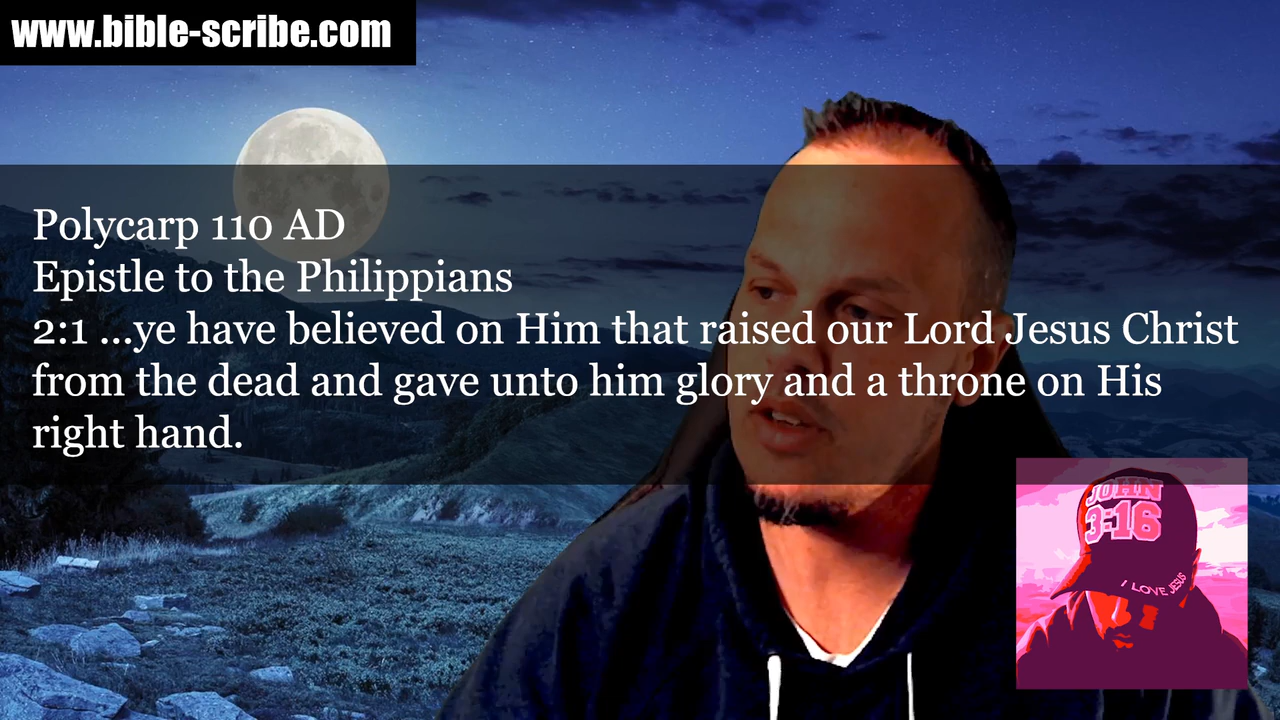 www.bible-scribe.com
Polycarp 110 AD
Epistle to the Philippians
2:1 ...ye have believed on Him that raised our Lord Jesus Christ
from the dead and gave unto him glory and a throne on His
right hand.
JOHN
3:16
I LOVE JESUS